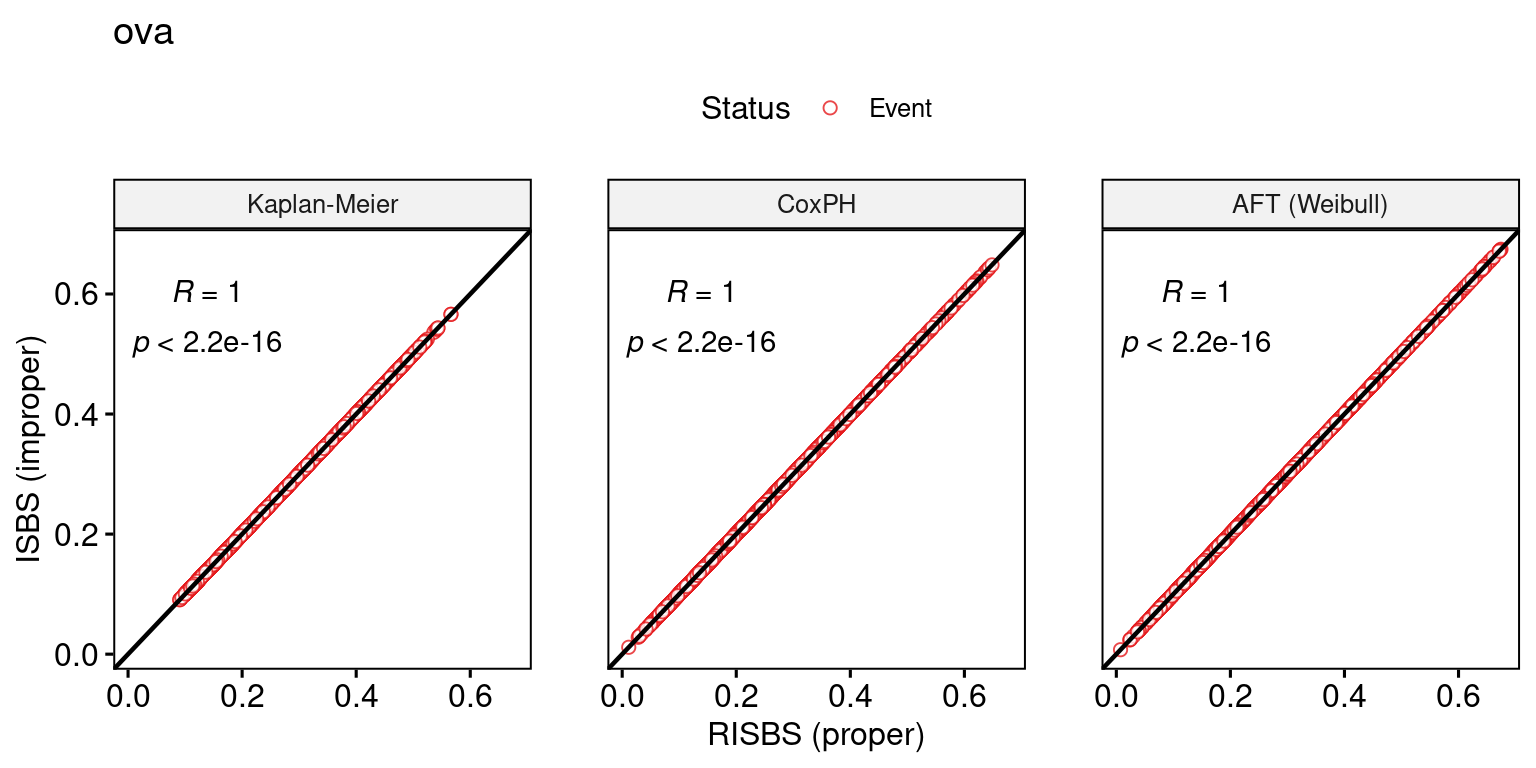 ova
Status Event
Kaplan-Meier CoxPH AFT (Weibull)
R = 1 R = 1 R = 1
p < 2.2e-16 p < 2.2e-16 p < 2.2e-16
ISBS (improper)
0.6
0.4
0.2
0.0
0.0 0.2 0.4 0.6 0.0 0.2 0.4 0.6 0.0 0.2 0.4 0.6
RISBS (proper)